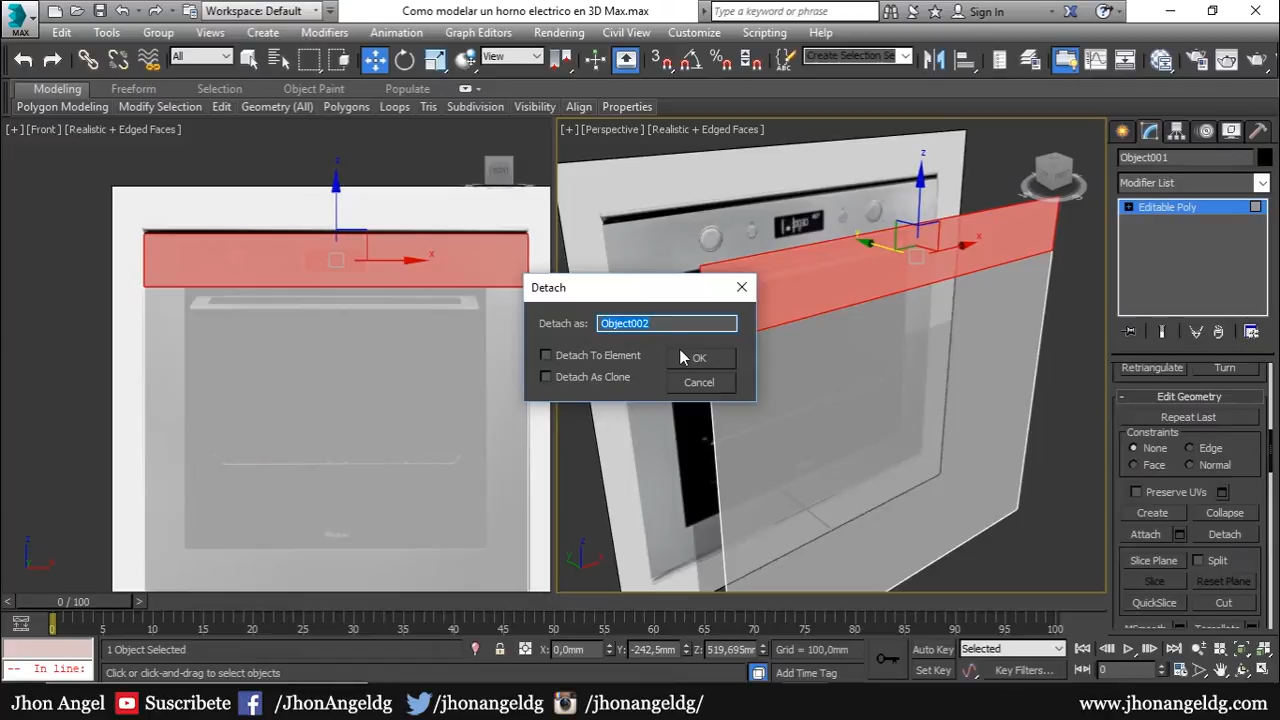 MAX
Workspace: Default
Como modelar un horno electrico en 3D Max.max
Type a keyword or phrase
Sign In
Edit Tools Group Views Create Modifiers Animation Graph Editors Rendering Civil View Customize Scripting Help
All
View
3
Create Selection Se
Modeling Freeform Selection Object Paint Populate
Polygon Modeling Modify Selection Edit Geometry (All) Polygons Loops Tris Subdivision Visibility Align Properties
[+] [Front] [Realistic + Edged Faces]
[+] [Perspective] [Realistic + Edged Faces]
z
x
z
y
x
Object001
Modifier List
Editable Poly
Detach
Detach as: Object002
Detach To Element
OK
Detach As Clone
Cancel
Retriangulate Turn
- Edit Geometry
Repeat Last
Constraints
None Edge
Face Normal
Preserve UVs
Create Collapse
Attach Detach
Slice Plane Split
Slice Reset Plane
QuickSlice Cut
MSmooth Tessellate
< 0 / 100 >
0 5 10 15 20 25 30 35 40 45 50 55 60 65 70 75 80 85 90 95 100
1 Object Selected
X: 0,0mm Y: -242,5mm Z: 519,695mm Grid = 100,0mm
Auto Key Selected
-- In line:
Click or click-and-drag to select objects
Add Time Tag
Set Key Key Filters...
0
Jhon Angel Suscribete /JhonAngeldg /jhonangeldg /jhonangeldg/ www.jhonangeldg.com